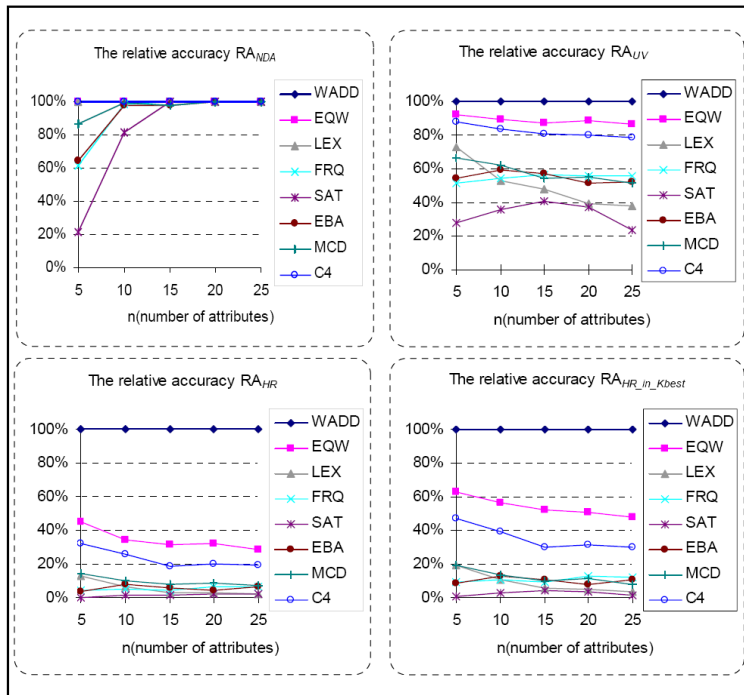 The relative accuracy RA_NDA
100%
80%
60%
40%
20%
0%
5 10 15 20 25
n(number of attributes)
WADD
EQW
LEX
FRQ
SAT
EBA
MCD
C4
The relative accuracy RA_UV
100%
80%
60%
40%
20%
0%
5 10 15 20 25
n(number of attributes)
WADD
EQW
LEX
FRQ
SAT
EBA
MCD
C4
The relative accuracy RA_HR
100%
80%
60%
40%
20%
0%
5 10 15 20 25
n(number of attributes)
WADD
EQW
LEX
FRQ
SAT
EBA
MCD
C4
The relative accuracy RA_HR_in_Kbest
100%
80%
60%
40%
20%
0%
5 10 15 20 25
n(number of attributes)
WADD
EQW
LEX
FRQ
SAT
EBA
MCD
C4